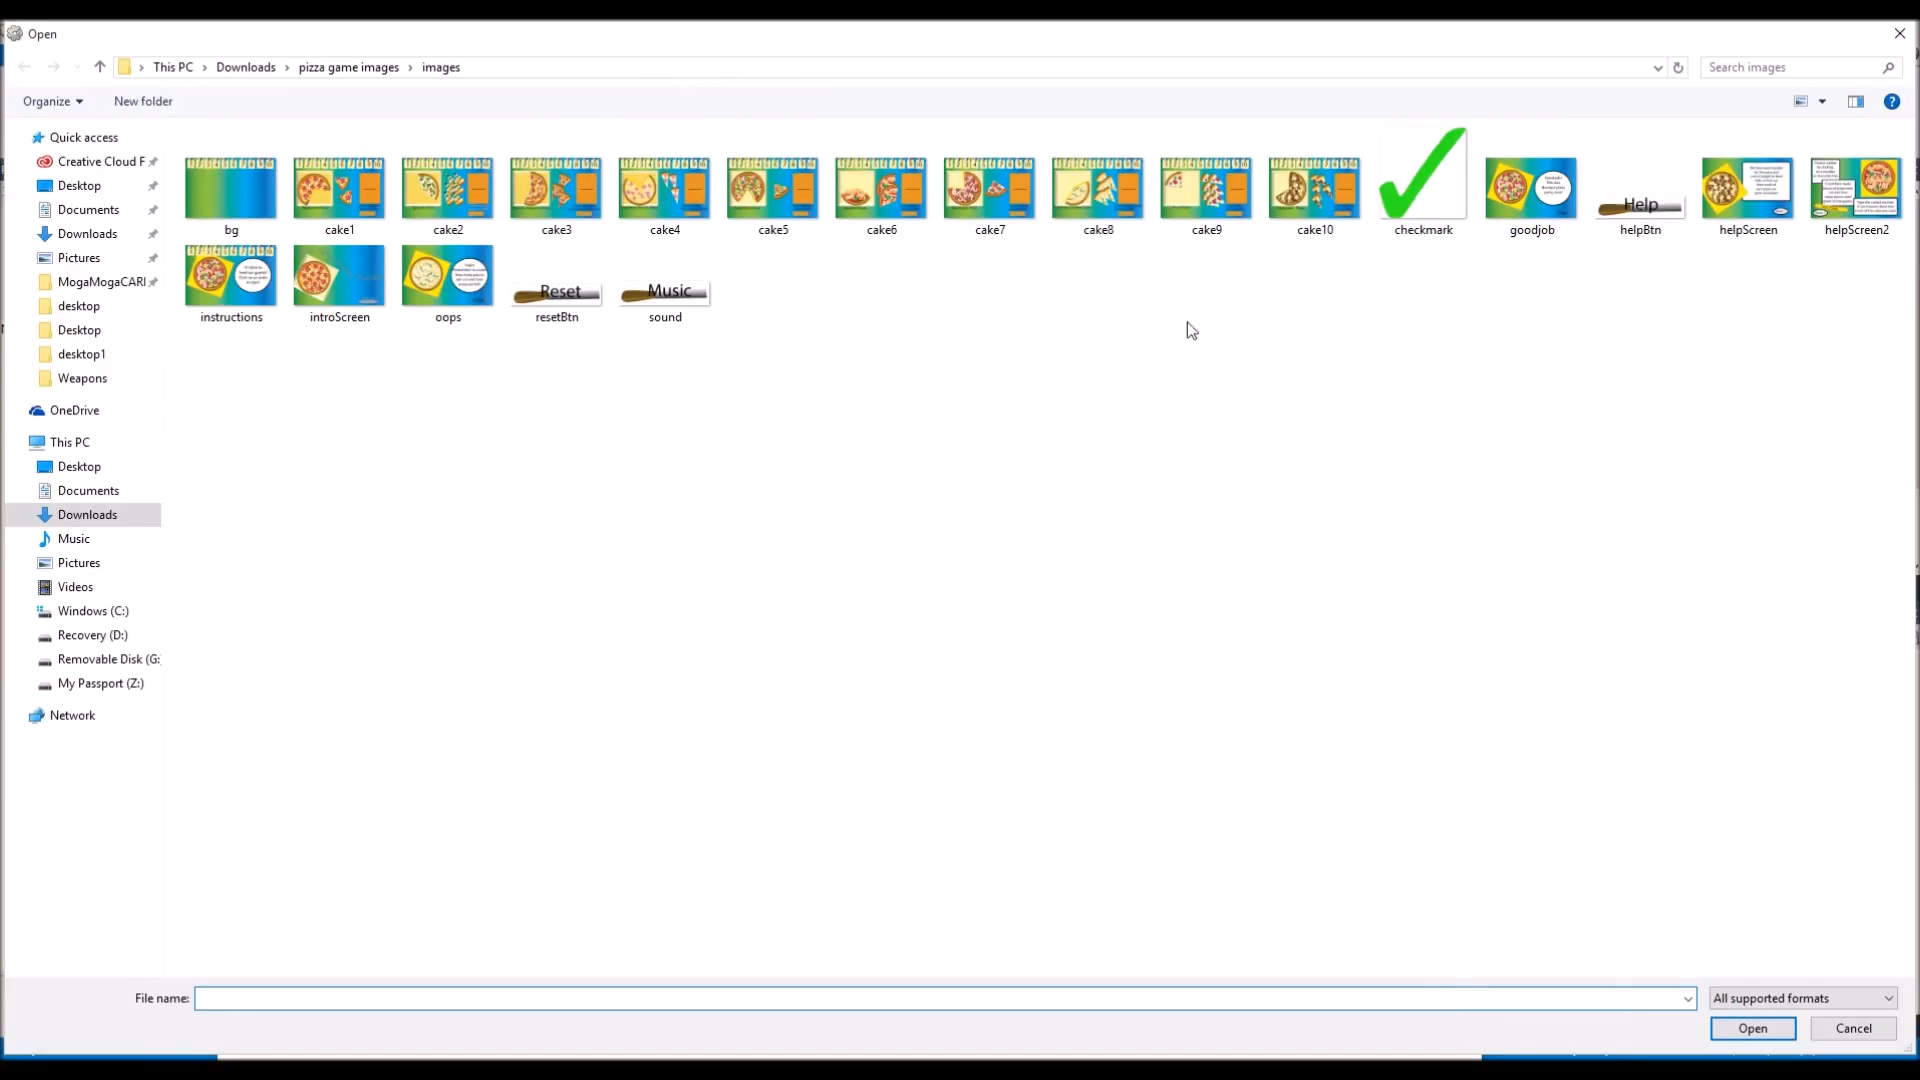 Open
This PC > Downloads > pizza game images > images
Search images
Organize
New folder
Quick access
Creative Cloud F
Desktop
Documents
Downloads
Pictures
MogaMogaCARI
desktop
Desktop
desktop1
Weapons
OneDrive
This PC
Desktop
Documents
Downloads
Music
Pictures
Videos
Windows (C:)
Recovery (D:)
Removable Disk (G:
My Passport (Z:)
Network
bg
cake1
cake2
cake3
cake4
cake5
cake6
cake7
cake8
cake9
cake10
checkmark
goodjob
Help
helpBtn
helpScreen
helpScreen2
instructions
introScreen
oops
Reset
resetBtn
Music
sound
File name:
All supported formats
Open
Cancel